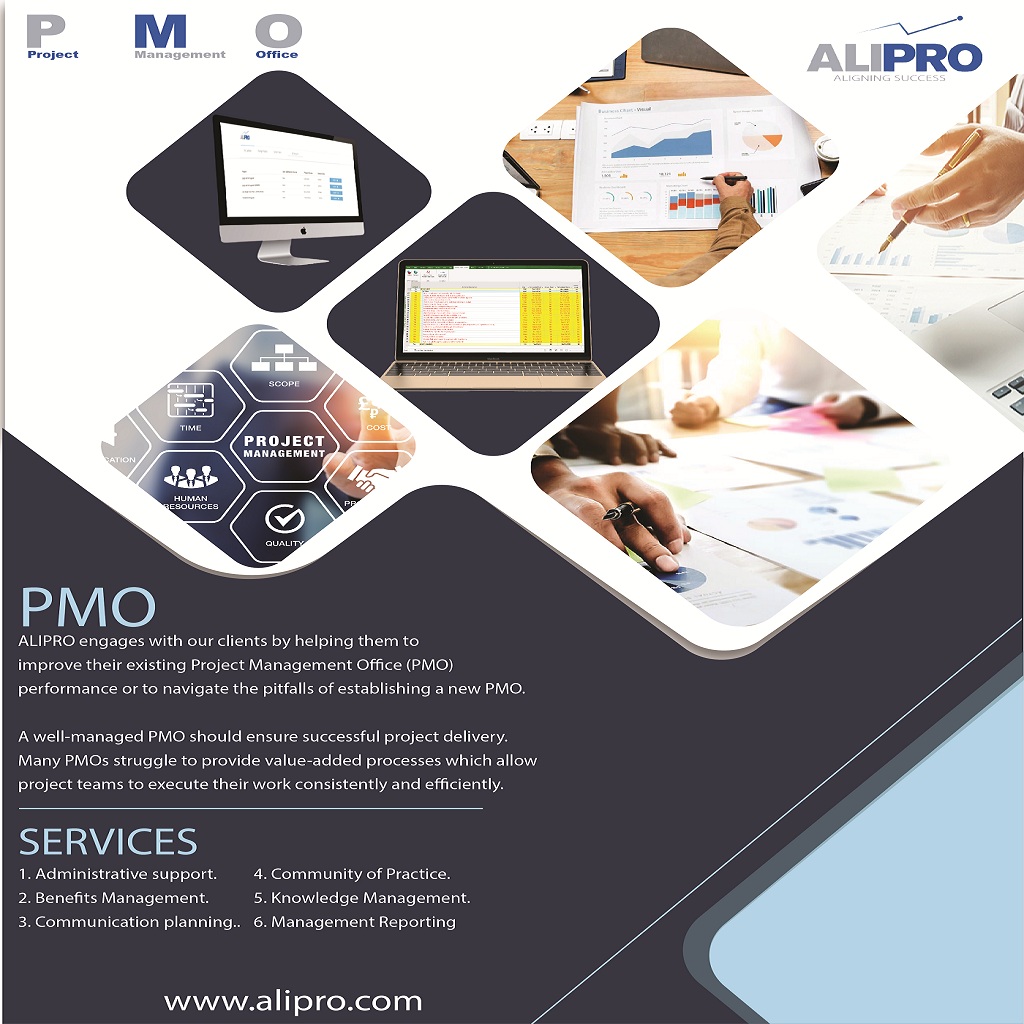 P M O
Project Management Office
ALIPRO
ALIGNING SUCCESS
Business Effect - Visual
SCOPE
TIME
COST
PROJECT
MANAGEMENT
HUMAN
RESOURCES
QUALITY
PMO
ALIPRO engages with our clients by helping them to
improve their existing Project Management Office (PMO)
performance or to navigate the pitfalls of establishing a new PMO.
A well-managed PMO should ensure successful project delivery.
Many PMOs struggle to provide value-added processes which allow
project teams to execute their work consistently and efficiently.
SERVICES
1. Administrative support.
2. Benefits Management.
3. Communication planning..
4. Community of Practice.
5. Knowledge Management.
6. Management Reporting
www.alipro.com